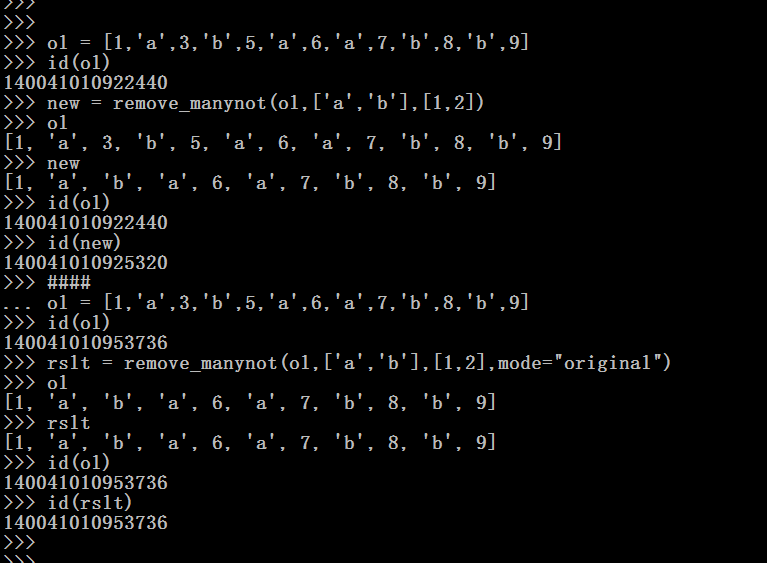 >>>
>>>
>>> ol = [1,'a',3,'b',5,'a',6,'a',7,'b',8,'b',9]
>>> id(ol)
140041010922440
>>> new = remove_manynot(ol,['a','b'],[1,2])
>>> ol
[1, 'a', 3, 'b', 5, 'a', 6, 'a', 7, 'b', 8, 'b', 9]
>>> new
[1, 'a', 'b', 'a', 6, 'a', 7, 'b', 8, 'b', 9]
>>> id(ol)
140041010922440
>>> id(new)
140041010925320
>>> ####
... ol = [1,'a',3,'b',5,'a',6,'a',7,'b',8,'b',9]
>>> id(ol)
140041010953736
>>> rslt = remove_manynot(ol,['a','b'],[1,2],mode="original")
>>> ol
[1, 'a', 'b', 'a', 6, 'a', 7, 'b', 8, 'b', 9]
>>> rslt
[1, 'a', 'b', 'a', 6, 'a', 7, 'b', 8, 'b', 9]
>>> id(ol)
140041010953736
>>> id(rslt)
140041010953736
>>>
>>>